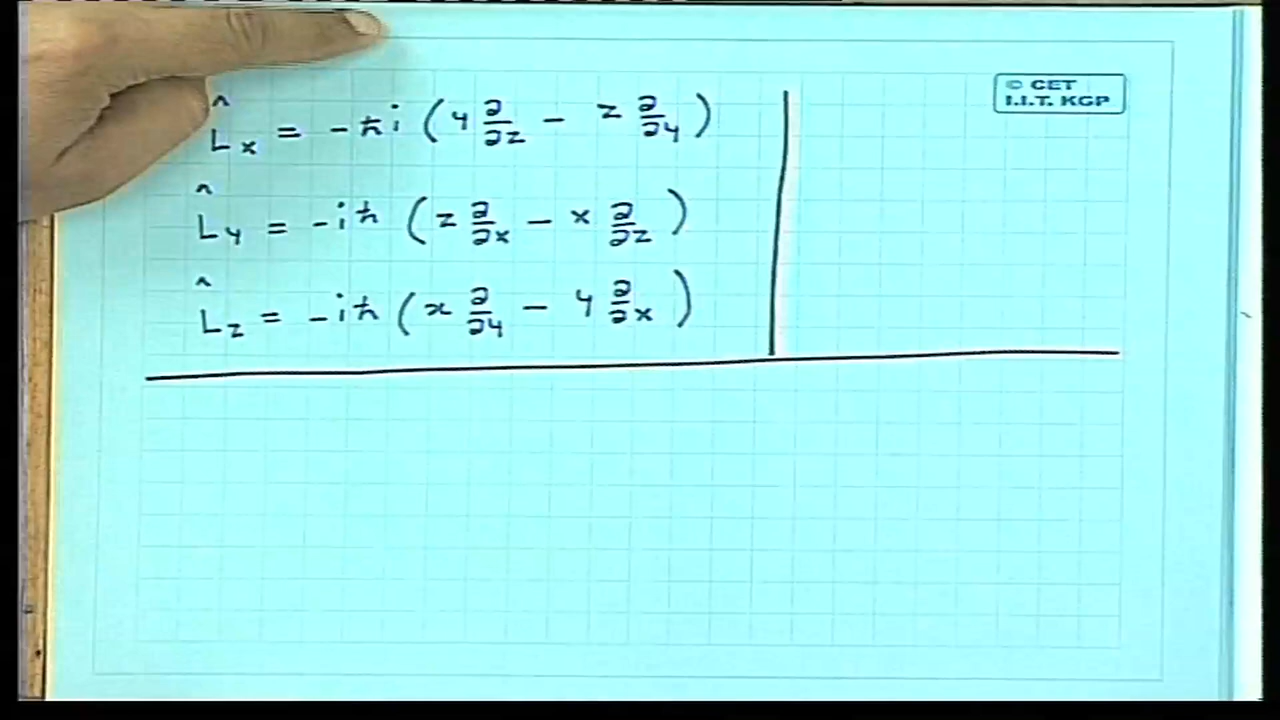 © CET
I.I.T. KGP
L̂x = -ħi (y ∂/∂z - z ∂/∂y)
L̂y = -iħ (z ∂/∂x - x ∂/∂z)
L̂z = -iħ (x ∂/∂y - y ∂/∂x)